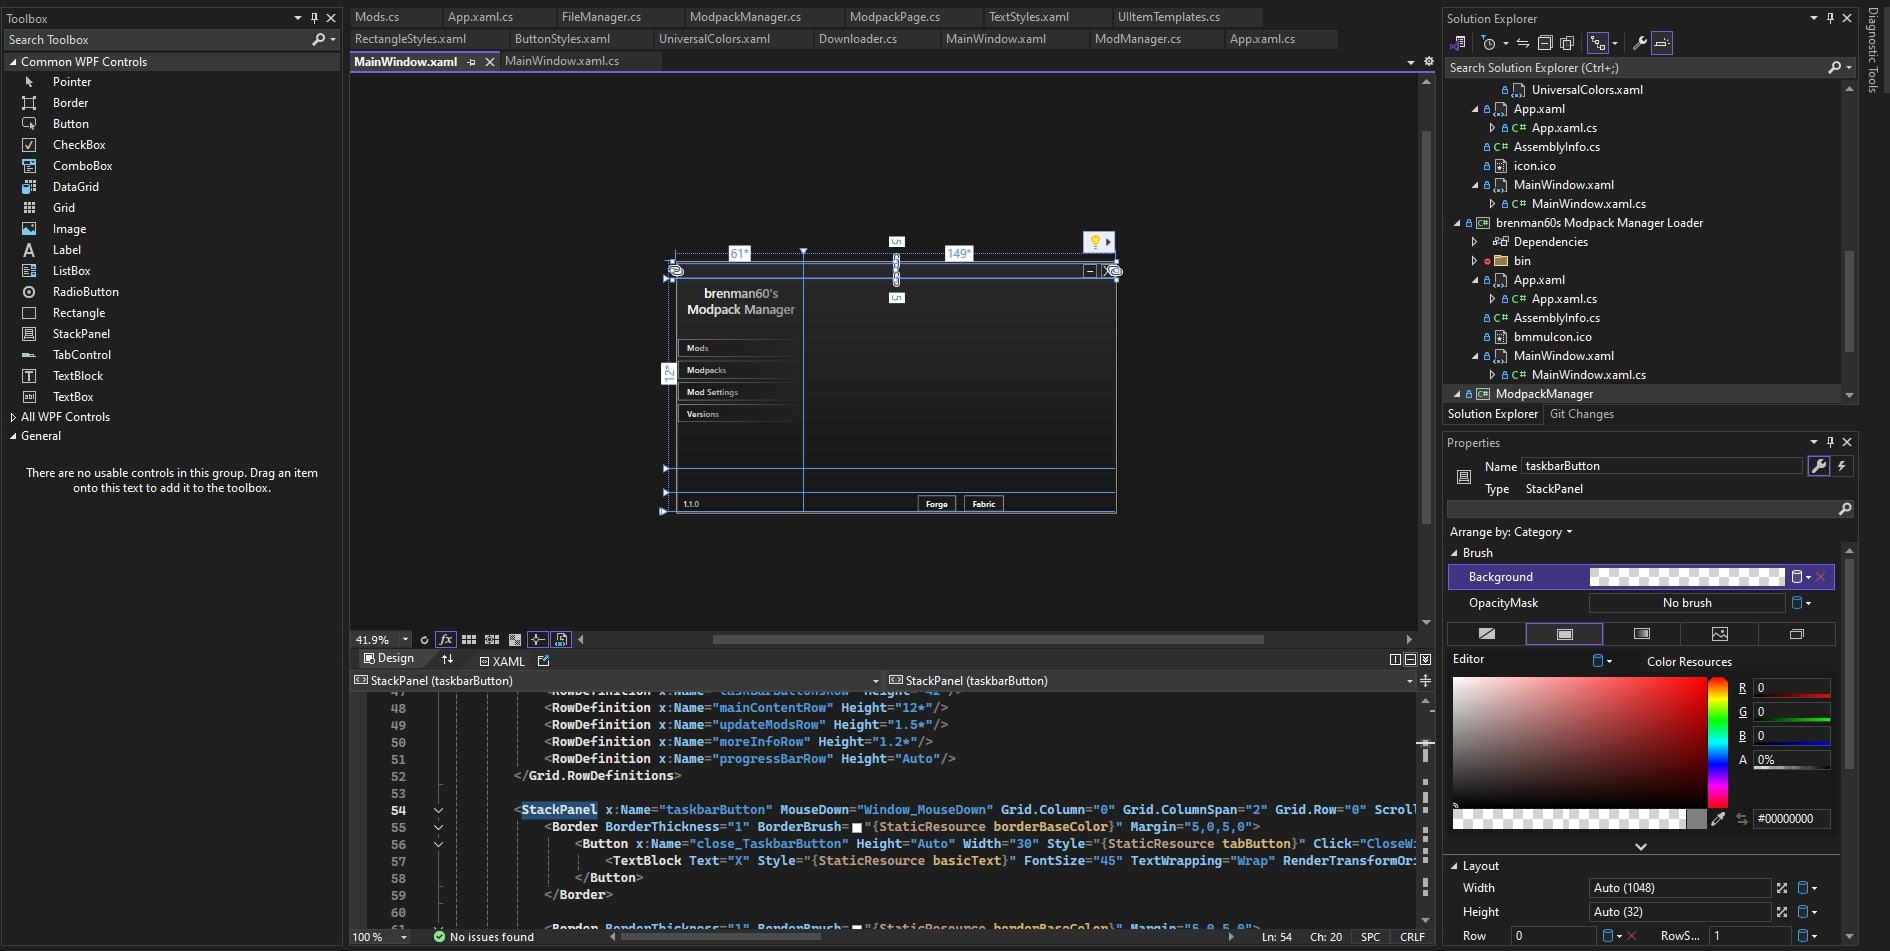 Toolbox
Search Toolbox
Common WPF Controls
Pointer
Border
Button
CheckBox
ComboBox
DataGrid
Grid
Image
Label
ListBox
RadioButton
Rectangle
StackPanel
TabControl
TextBlock
TextBox
All WPF Controls
General
There are no usable controls in this group. Drag an item
onto this text to add it to the toolbox.
Mods.cs App.xaml.cs FileManager.cs ModpackManager.cs ModpackPage.cs TextStyles.xaml UIItemTemplates.cs
RectangleStyles.xaml ButtonStyles.xaml UniversalColors.xaml Downloader.cs MainWindow.xaml ModManager.cs App.xaml.cs
MainWindow.xaml MainWindow.xaml.cs
61*
5
149*
5
12*
X
brenman60's
Modpack Manager
Mods
Modpacks
Mod Settings
Versions
1.1.0
Forge Fabric
41.9% fx
Design XAML
StackPanel (taskbarButton) StackPanel (taskbarButton)
47 <RowDefinition x:Name="taskBarButtonsRow" Height="42"/>
48 <RowDefinition x:Name="mainContentRow" Height="12*"/>
49 <RowDefinition x:Name="updateModsRow" Height="1.5*"/>
50 <RowDefinition x:Name="moreInfoRow" Height="1.2*"/>
51 <RowDefinition x:Name="progressBarRow" Height="Auto"/>
52 </Grid.RowDefinitions>
53
54 <StackPanel x:Name="taskbarButton" MouseDown="Window_MouseDown" Grid.Column="0" Grid.ColumnSpan="2" Grid.Row="0" Scroll
55 <Border BorderThickness="1" BorderBrush="{StaticResource borderBaseColor}" Margin="5,0,5,0">
56 <Button x:Name="close_TaskbarButton" Height="Auto" Width="30" Style="{StaticResource tabButton}" Click="CloseWi
57 <TextBlock Text="X" Style="{StaticResource basicText}" FontSize="45" TextWrapping="Wrap" RenderTransformOri
58 </Button>
59 </Border>
60
61 <Border BorderThickness="1" BorderBrush="{StaticResource borderBaseColor}" Margin="5,0,5,0">
100 % No issues found Ln: 54 Ch: 20 SPC CRLF
Solution Explorer
Search Solution Explorer (Ctrl+;)
UniversalColors.xaml
App.xaml
C# App.xaml.cs
C# AssemblyInfo.cs
icon.ico
MainWindow.xaml
C# MainWindow.xaml.cs
C# brenman60s Modpack Manager Loader
Dependencies
bin
App.xaml
C# App.xaml.cs
C# AssemblyInfo.cs
bmmuIcon.ico
MainWindow.xaml
C# MainWindow.xaml.cs
C# ModpackManager
Solution Explorer Git Changes
Properties
Name taskbarButton
Type StackPanel
Arrange by: Category
Brush
Background
OpacityMask No brush
Editor Color Resources
R 0
G 0
B 0
A 0%
#00000000
Layout
Width Auto (1048)
Height Auto (32)
Row 0 RowS... 1
Diagnostic Tools